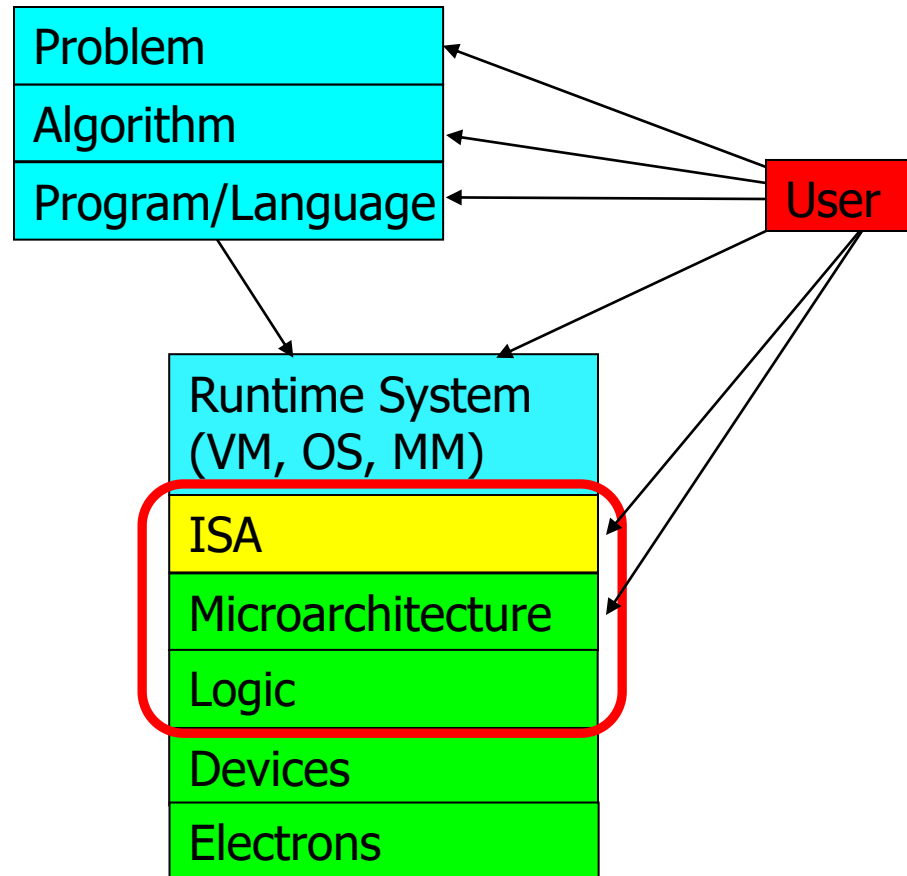 Problem
Algorithm
Program/Language
User
Runtime System
(VM, OS, MM)
ISA
Microarchitecture
Logic
Devices
Electrons